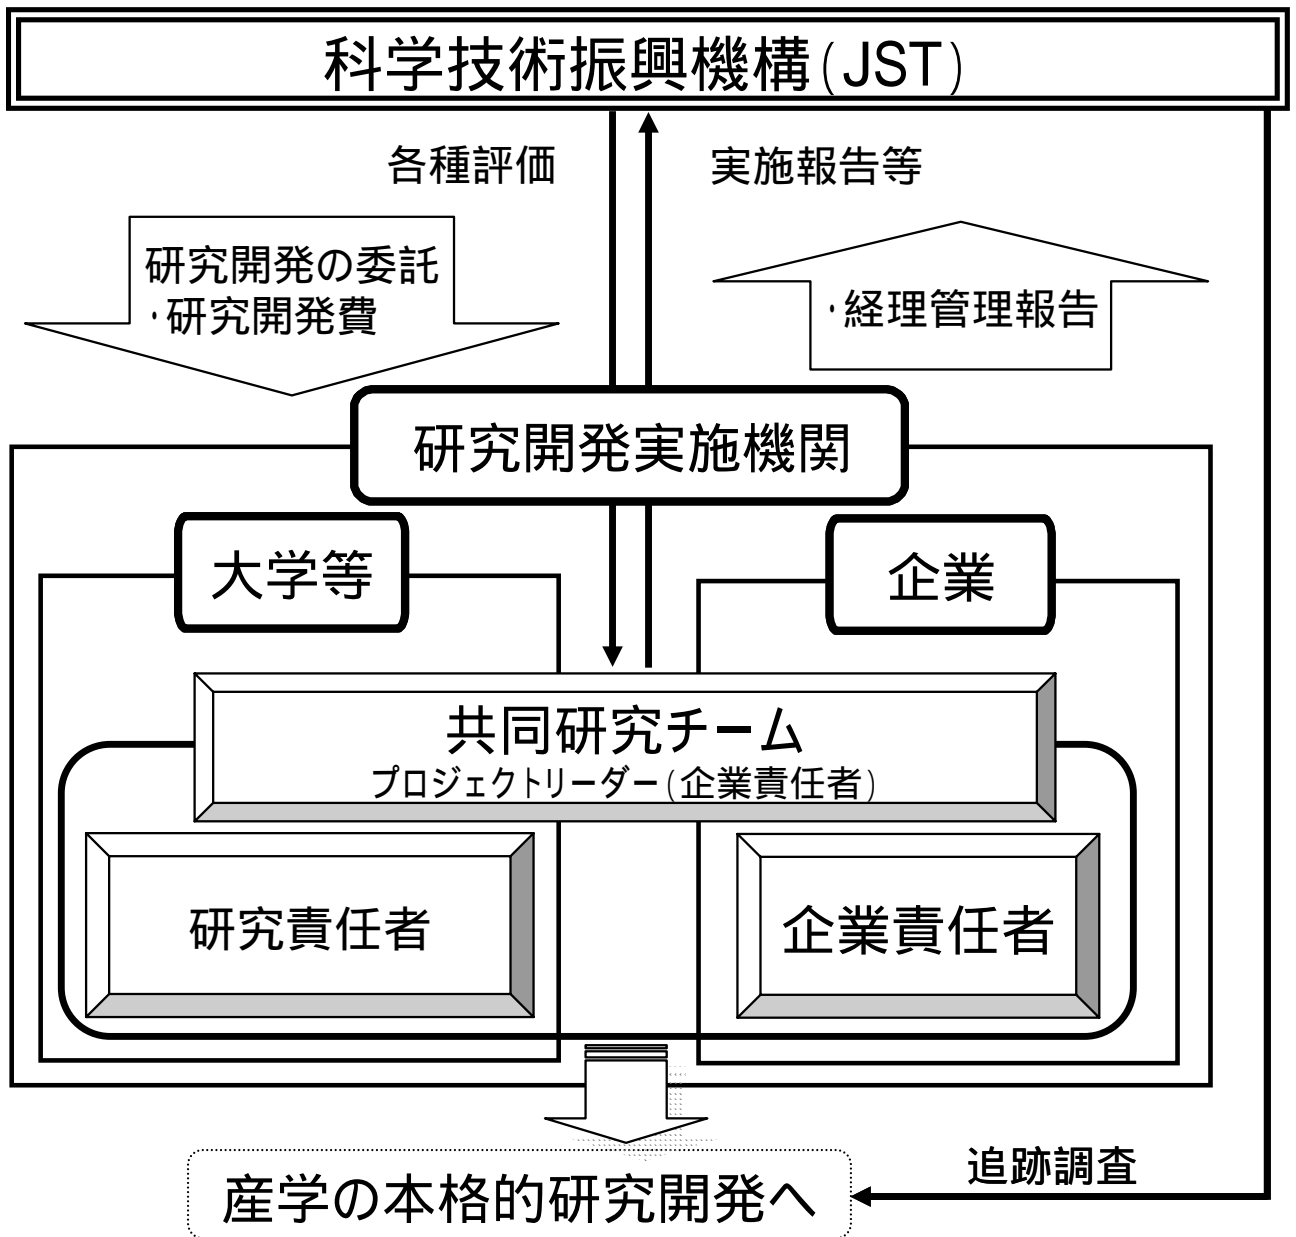 科学技術振興機構(JST)
各種評価
実施報告等
研究開発の委託
・研究開発費
・経理管理報告
研究開発実施機関
大学等
企業
共同研究チーム
プロジェクトリーダー(企業責任者)
研究責任者
企業責任者
追跡調査
産学の本格的研究開発へ